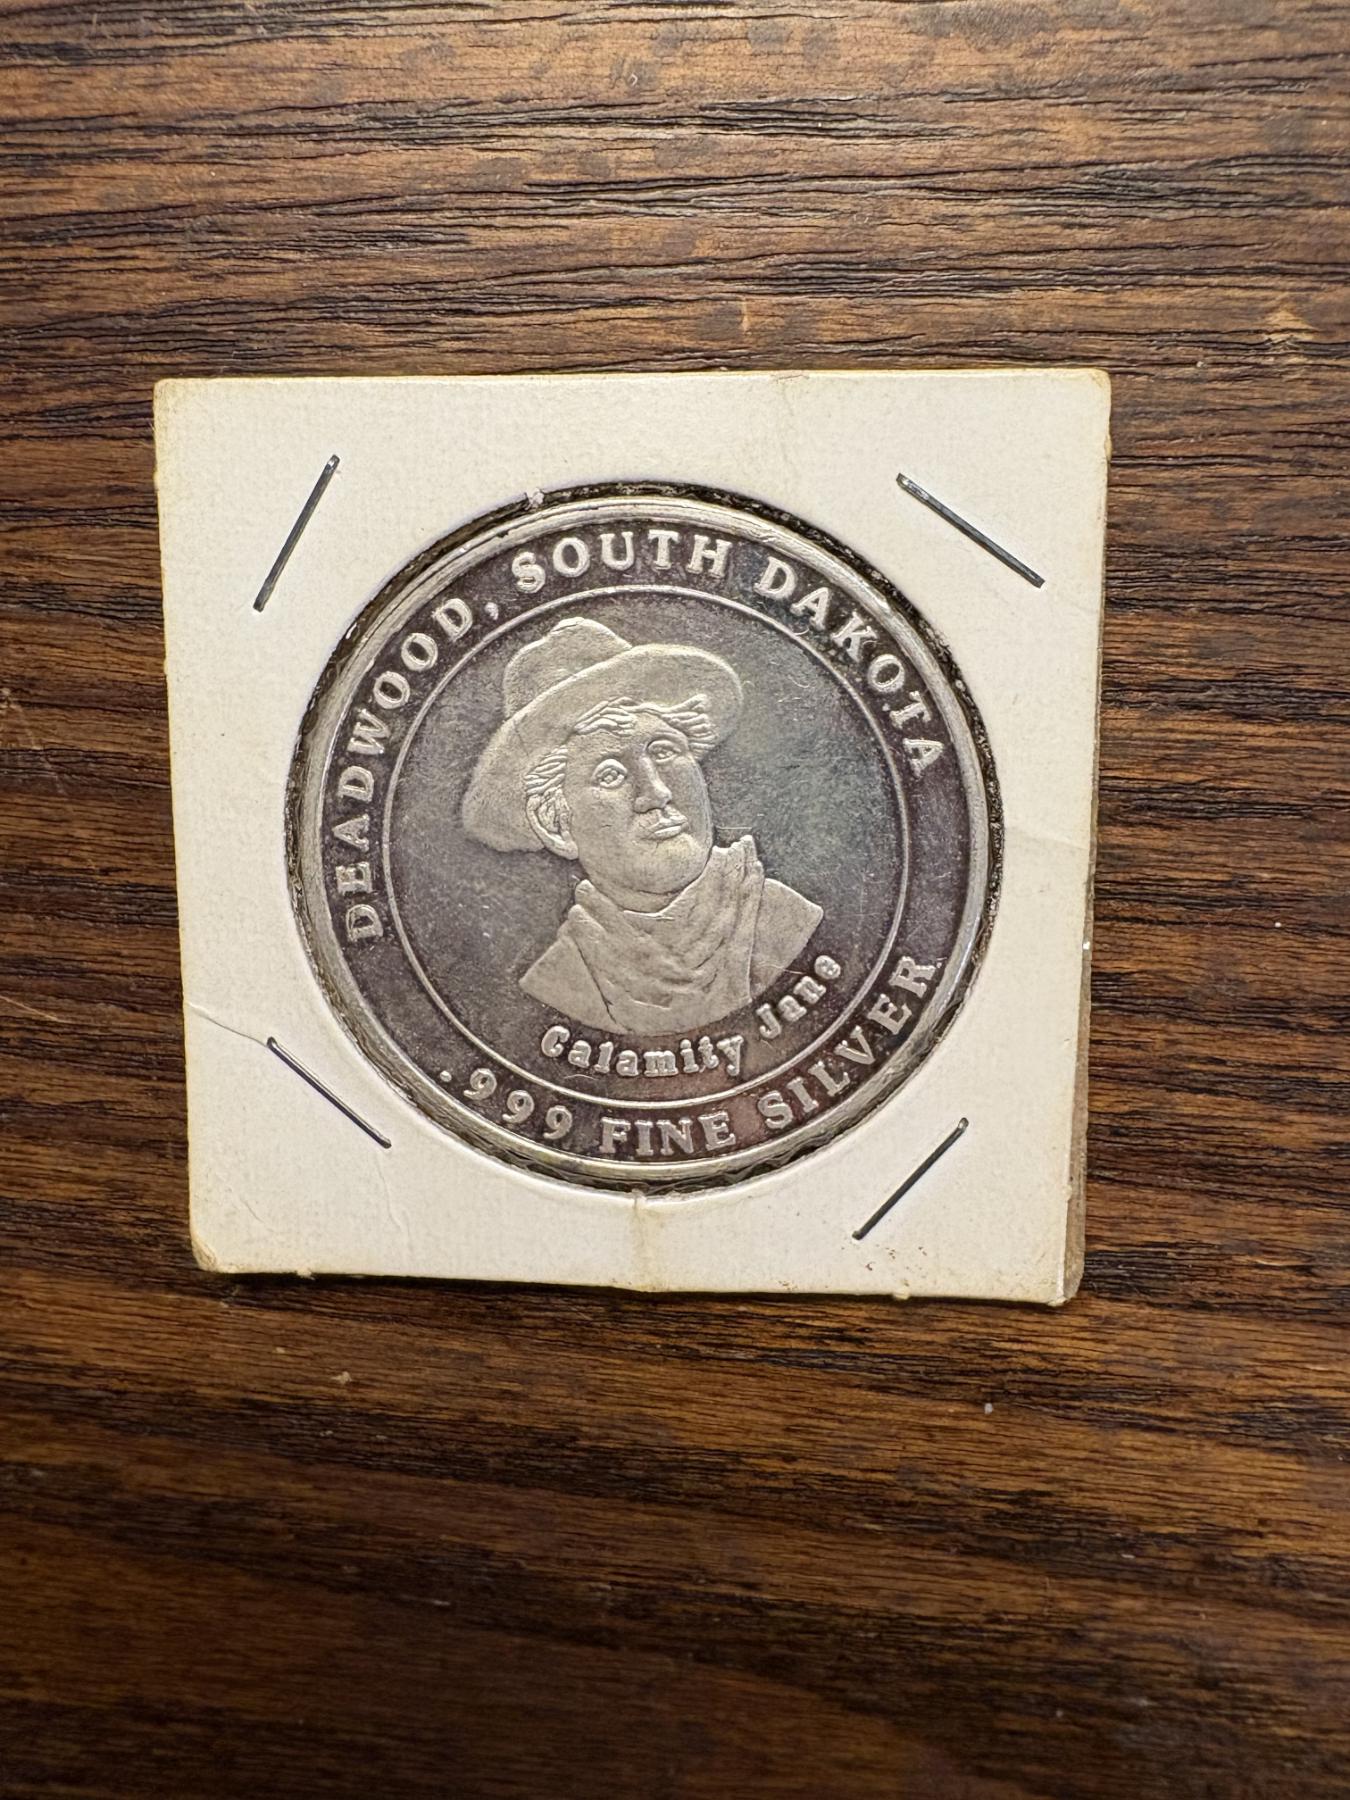 DEADWOOD, SOUTH DAKOTA
Calamity Jane
.999 FINE SILVER